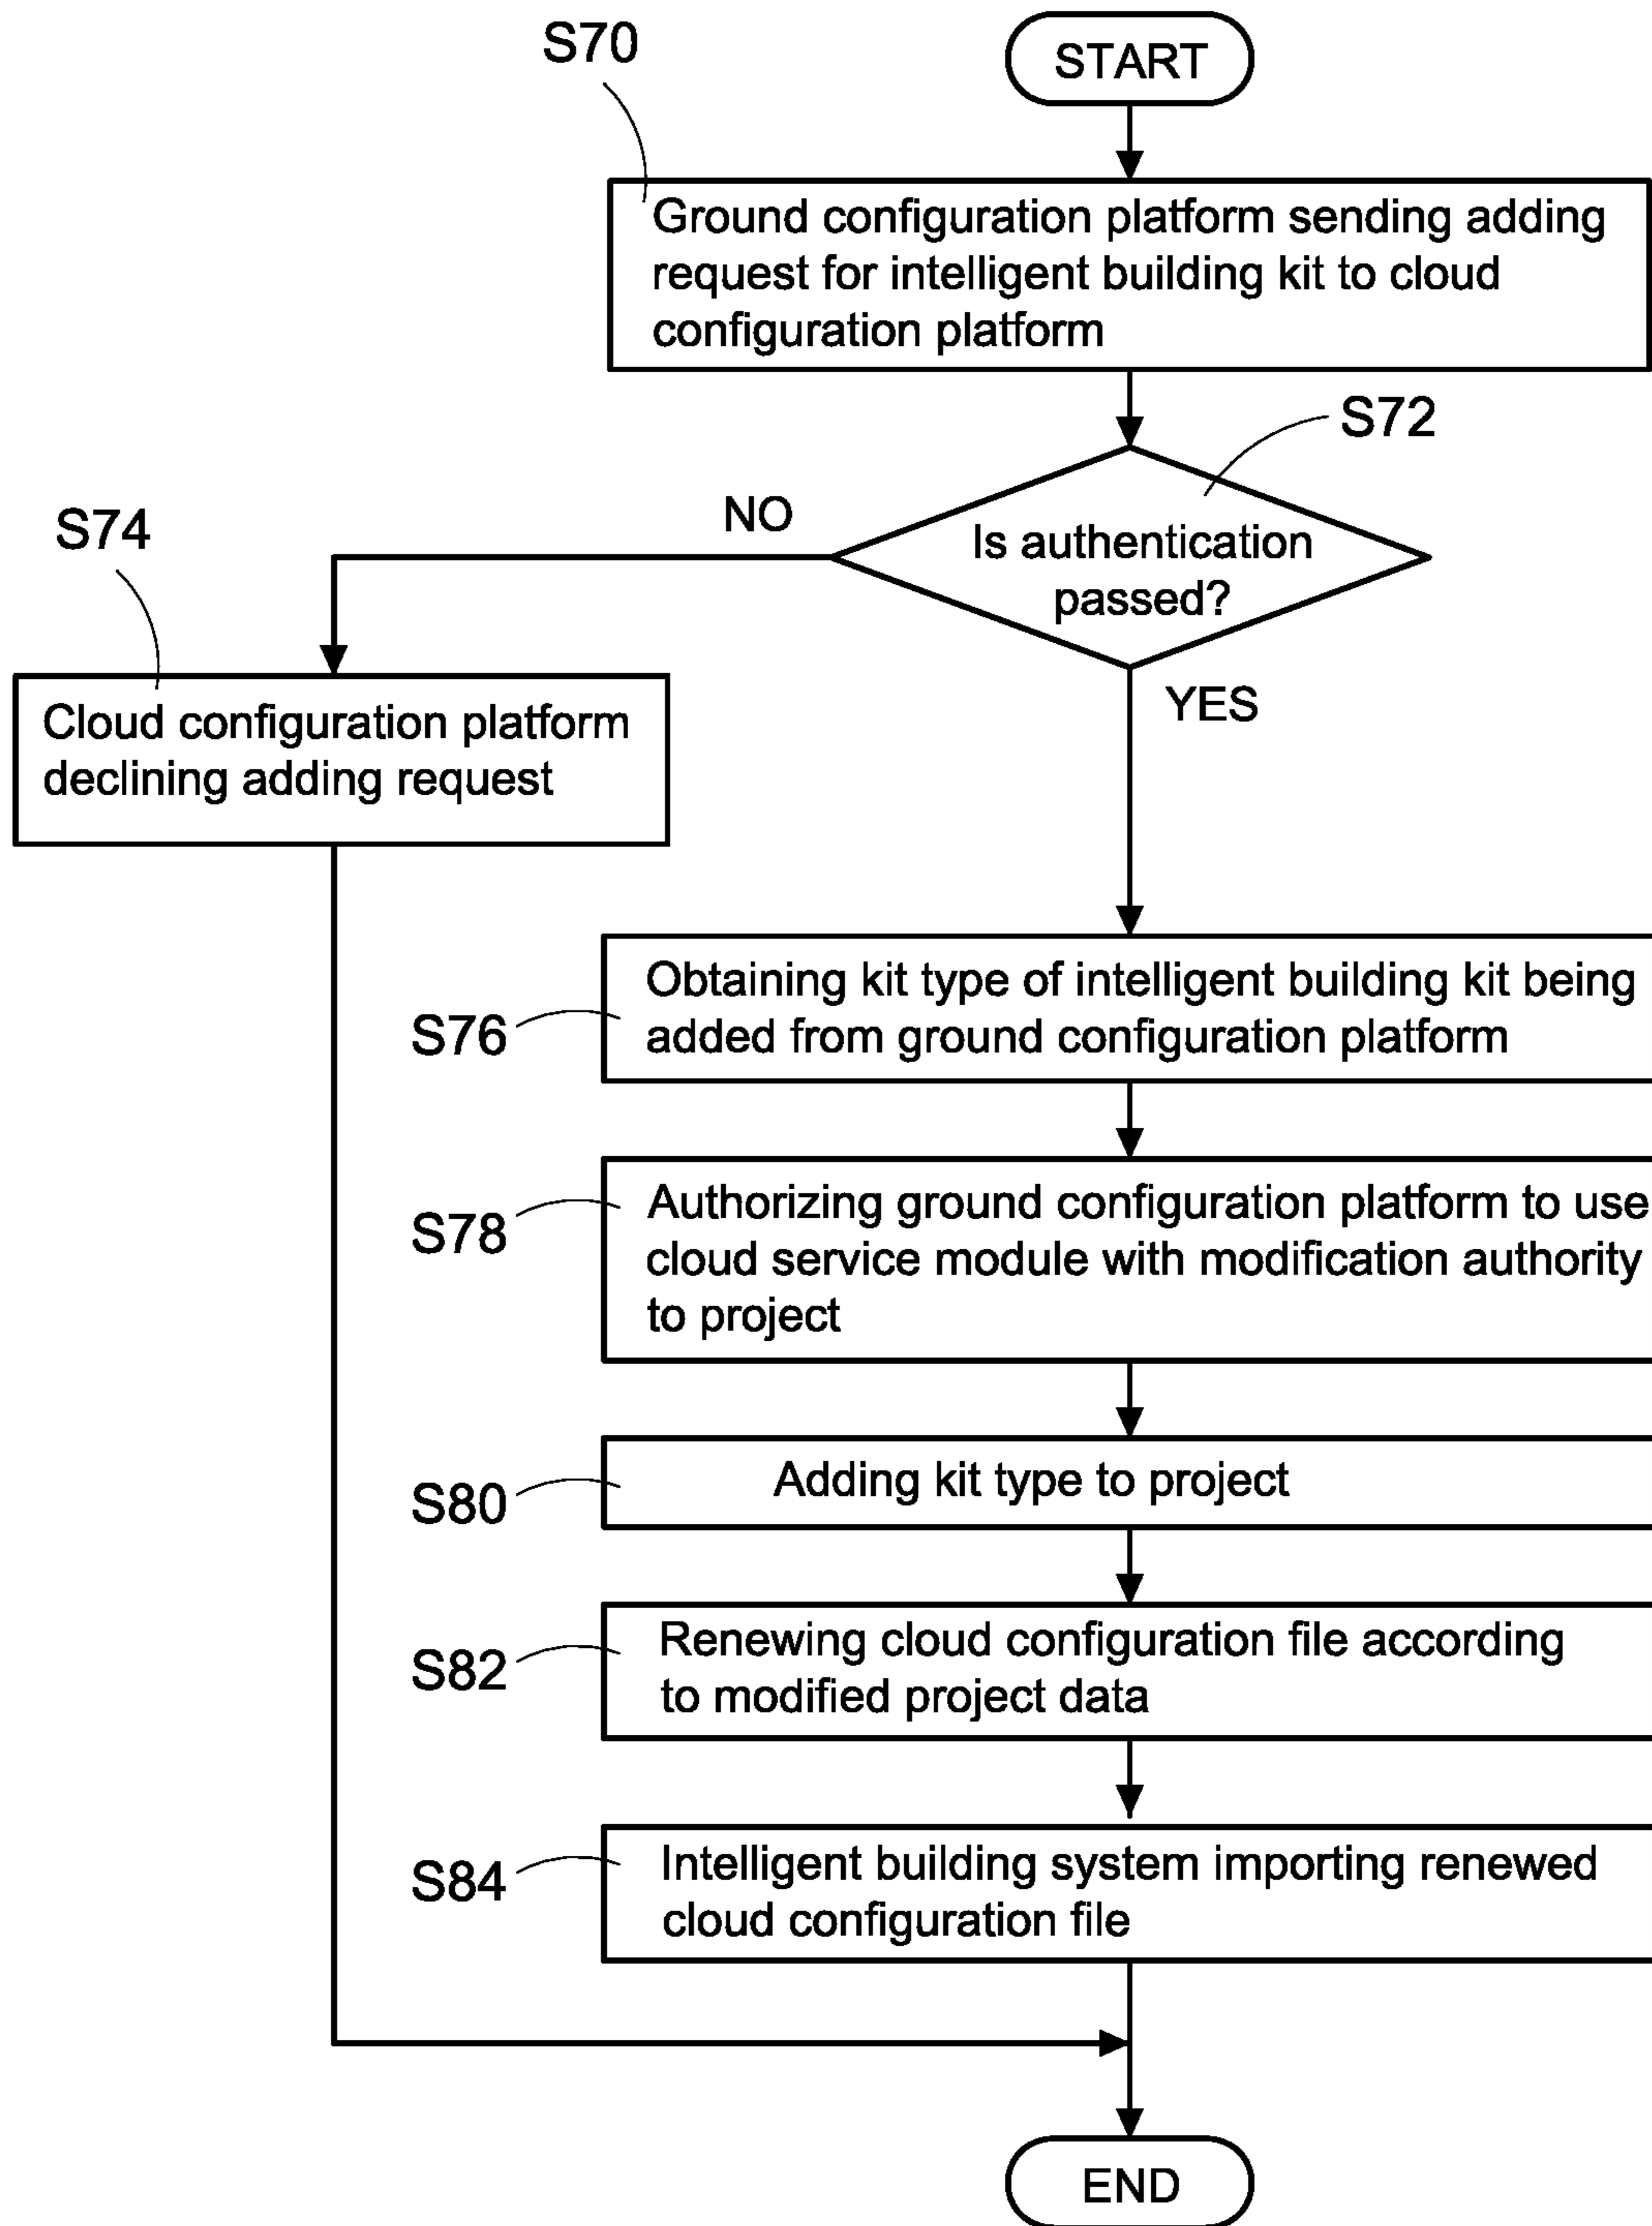 S70
START
Ground configuration platform sending adding
request for intelligent building kit to cloud
configuration platform
S72
NO
Is authentication
passed?
S74
YES
Cloud configuration platform
declining adding request
S76
Obtaining kit type of intelligent building kit being
added from ground configuration platform
S78
Authorizing ground configuration platform to use
cloud service module with modification authority
to project
S80
Adding kit type to project
S82
Renewing cloud configuration file according
to modified project data
S84
Intelligent building system importing renewed
cloud configuration file
END